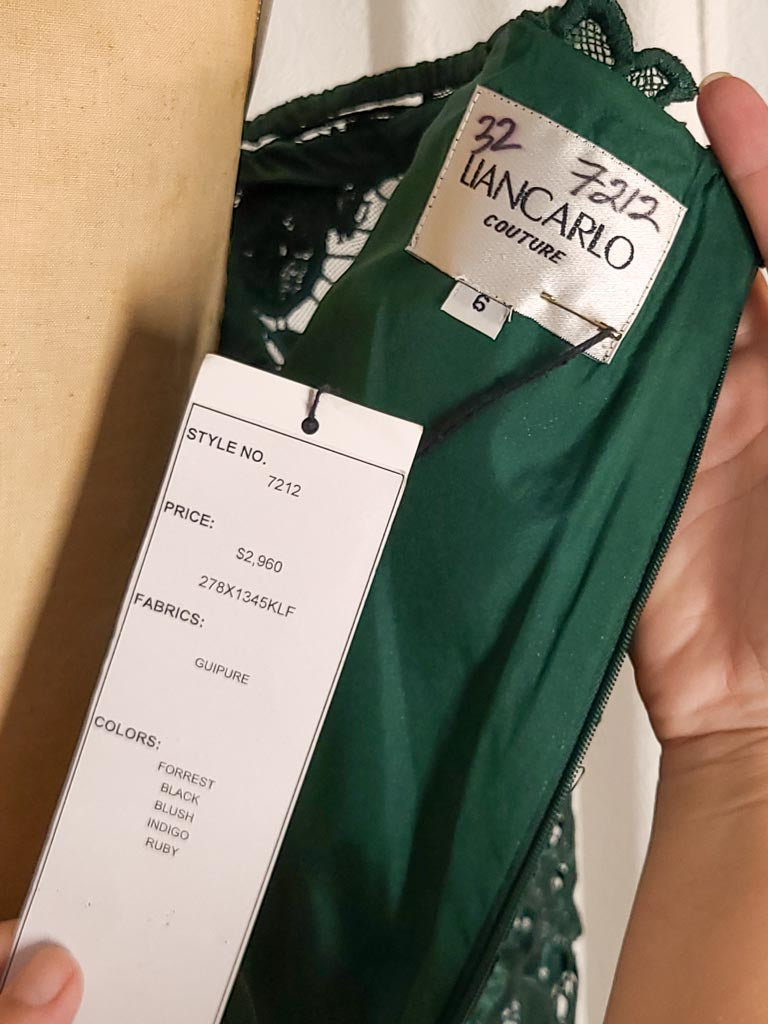 32
7212
LIANCARLO
COUTURE
6
STYLE NO.
7212
PRICE:
$2,960
278X1345KLF
FABRICS:
GUIPURE
COLORS:
FORREST
BLACK
BLUSH
INDIGO
RUBY